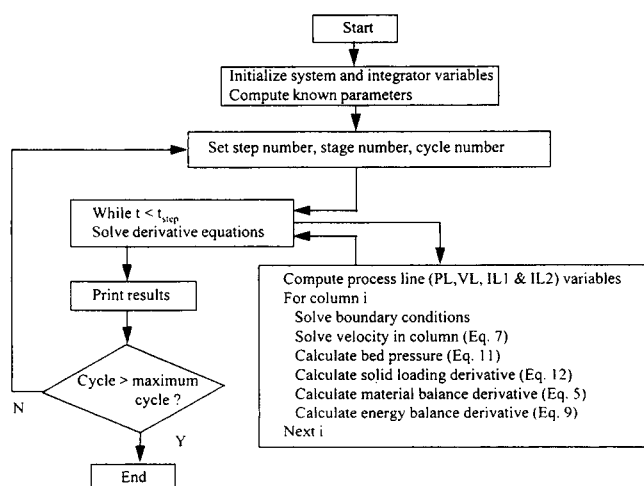 Start
Initialize system and integrator variables
Compute known parameters
Set step number, stage number, cycle number
While t < t_step
Solve derivative equations
Print results
Cycle > maximum
cycle ?
N
Y
End
Compute process line (PL,VL, IL1 & IL2) variables
For column i
Solve boundary conditions
Solve velocity in column (Eq. 7)
Calculate bed pressure (Eq. 11)
Calculate solid loading derivative (Eq. 12)
Calculate material balance derivative (Eq. 5)
Calculate energy balance derivative (Eq. 9)
Next i